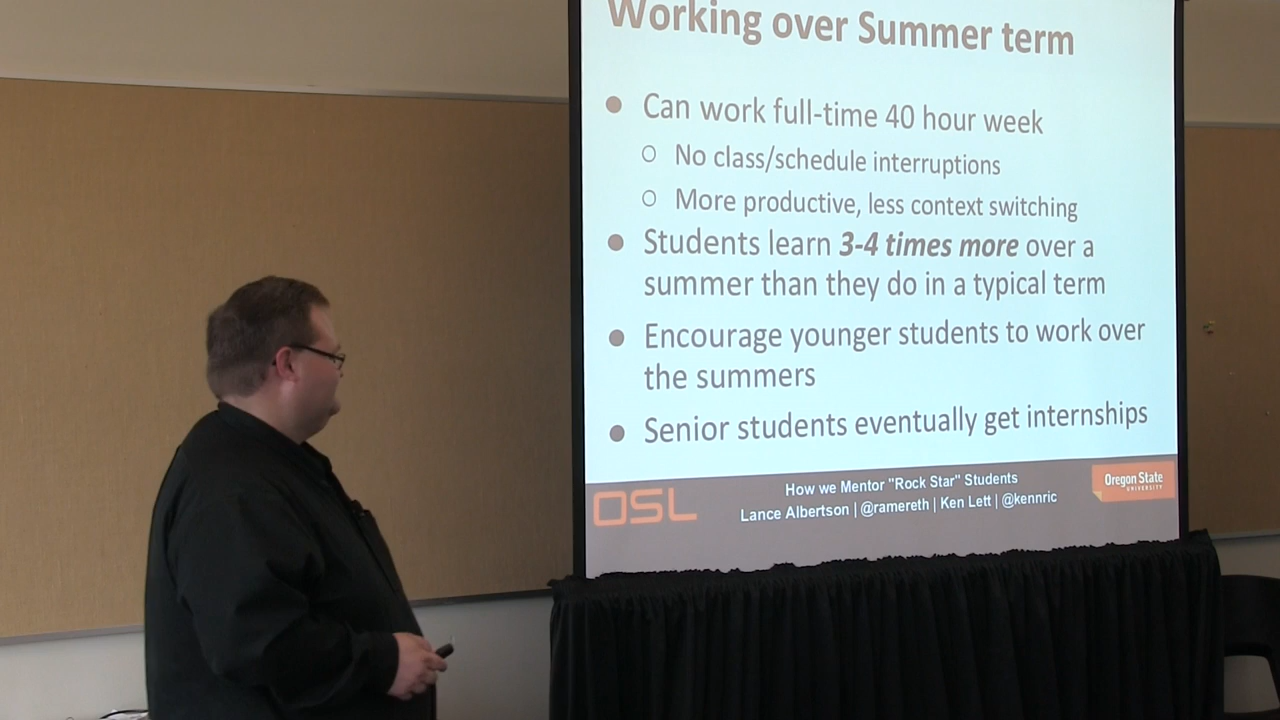 Working over Summer term
● Can work full-time 40 hour week
○ No class/schedule interruptions
○ More productive, less context switching
● Students learn 3-4 times more over a
summer than they do in a typical term
● Encourage younger students to work over
the summers
● Senior students eventually get internships
OSL
How we Mentor "Rock Star" Students
Lance Albertson | @ramereth | Ken Lett | @kennric
Oregon State
UNIVERSITY